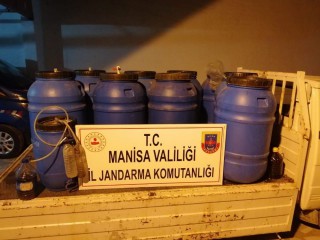 T.C.
MANİSA VALİLİĞİ
İL JANDARMA KOMUTANLIĞI